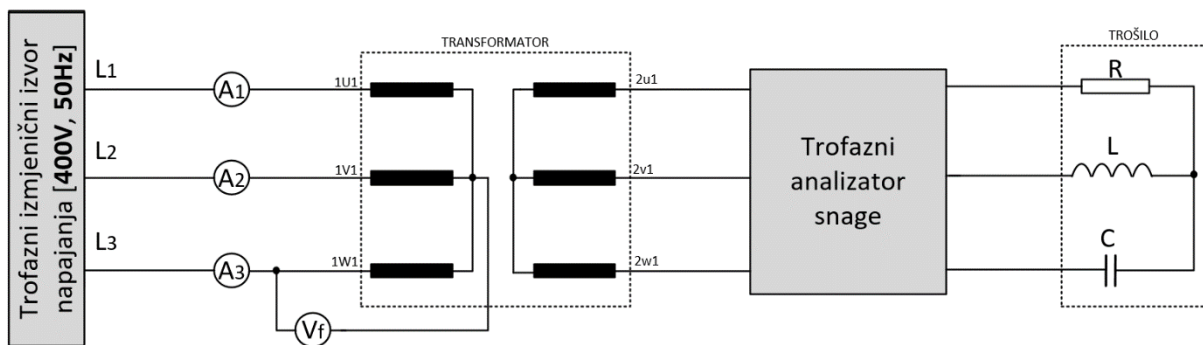 Trofazni izmjenični izvor
napajanja [400V, 50Hz]
L1
L2
L3
A1
A2
A3
Vf
TRANSFORMATOR
1U1
1V1
1W1
2u1
2v1
2w1
Trofazni
analizator
snage
TROŠILO
R
L
C